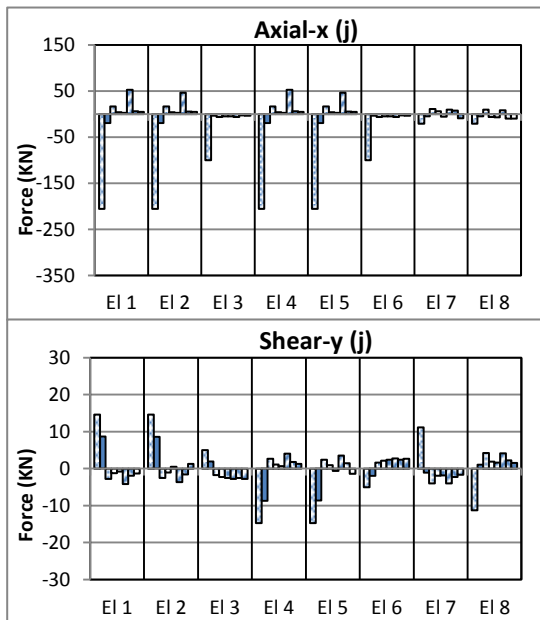 Axial-x (j)
Force (KN)
150
50
-50
-150
-250
-350
El 1 El 2 El 3 El 4 El 5 El 6 El 7 El 8
Shear-y (j)
Force (KN)
30
20
10
0
-10
-20
-30
El 1 El 2 El 3 El 4 El 5 El 6 El 7 El 8